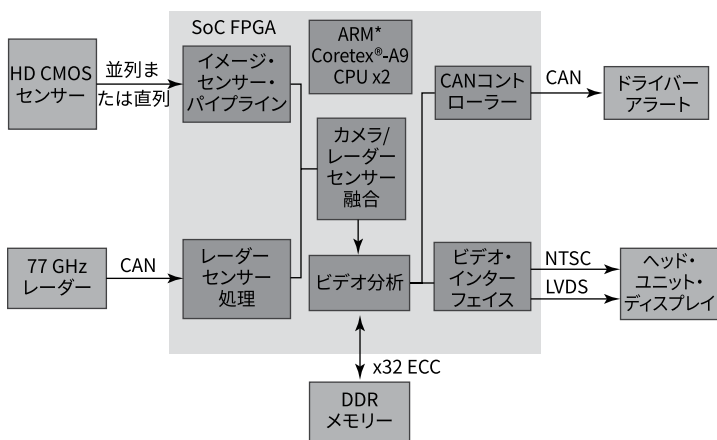 SoC FPGA
HD CMOS
センサー
並列ま
たは直列
イメージ・
センサー・
パイプライン
ARM*
Coretex®-A9
CPU x2
CANコント
ローラー
CAN
ドライバー
アラート
カメラ/
レーダー
センサー
融合
77 GHz
レーダー
CAN
レーダー
センサー
処理
ビデオ分析
ビデオ・
インター
フェイス
NTSC
LVDS
ヘッド・
ユニット・
ディスプレイ
x32 ECC
DDR
メモリー